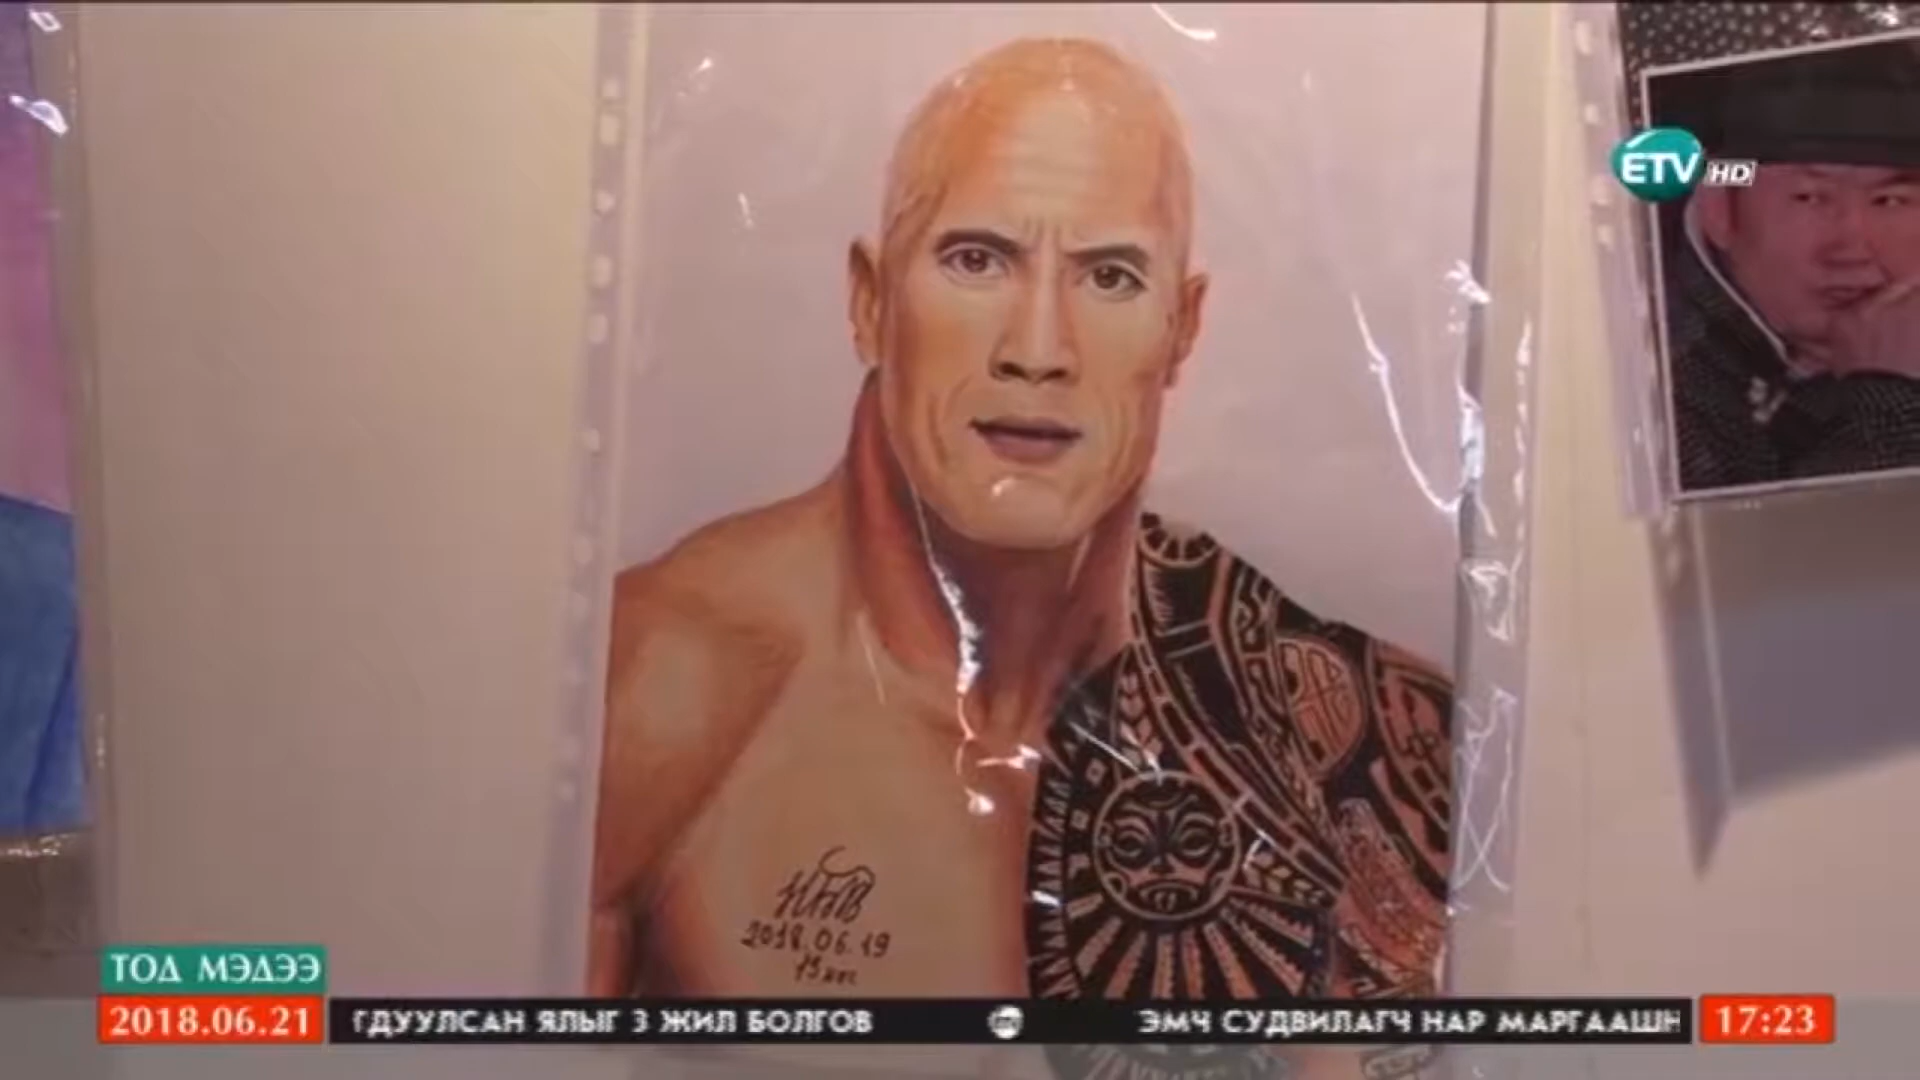 ETV HD
2018.06.19
ТОД МЭДЭЭ
2018.06.21 ГДУУЛСАН ЯЛЫГ 3 ЖИЛ БОЛГОВ ЭМЧ СУДВИЛАГЧ НАР МАРГААШН 17:23